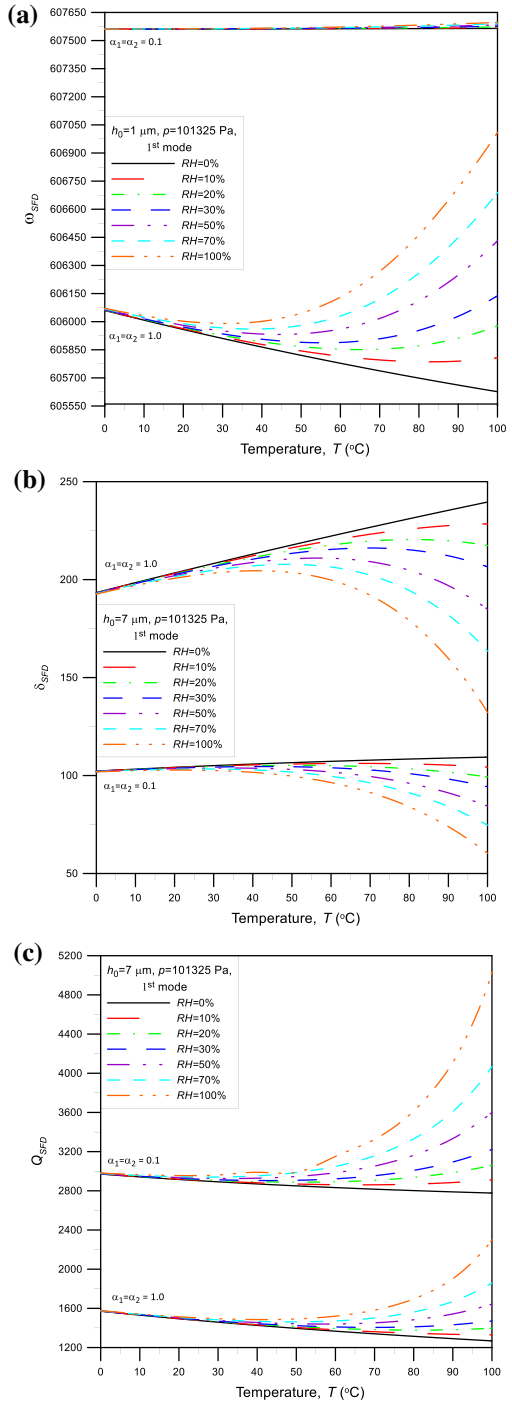 (a)
607650
607500
607350
607200
607050
606900
606750
606600
606450
606300
606150
606000
605850
605700
605550
ω_SFD
α₁=α₂ = 0.1
h₀=1 μm, p=101325 Pa,
1st mode
RH=0%
RH=10%
RH=20%
RH=30%
RH=50%
RH=70%
RH=100%
α₁=α₂ = 1.0
0 10 20 30 40 50 60 70 80 90 100
Temperature, T (°C)
(b)
250
200
150
100
50
δ_SFD
α₁=α₂ = 1.0
h₀=7 μm, p=101325 Pa,
1st mode
RH=0%
RH=10%
RH=20%
RH=30%
RH=50%
RH=70%
RH=100%
α₁=α₂ = 0.1
0 10 20 30 40 50 60 70 80 90 100
Temperature, T (°C)
(c)
5200
4800
4400
4000
3600
3200
2800
2400
2000
1600
1200
Q_SFD
h₀=7 μm, p=101325 Pa,
1st mode
RH=0%
RH=10%
RH=20%
RH=30%
RH=50%
RH=70%
RH=100%
α₁=α₂ = 0.1
α₁=α₂ = 1.0
0 10 20 30 40 50 60 70 80 90 100
Temperature, T (°C)